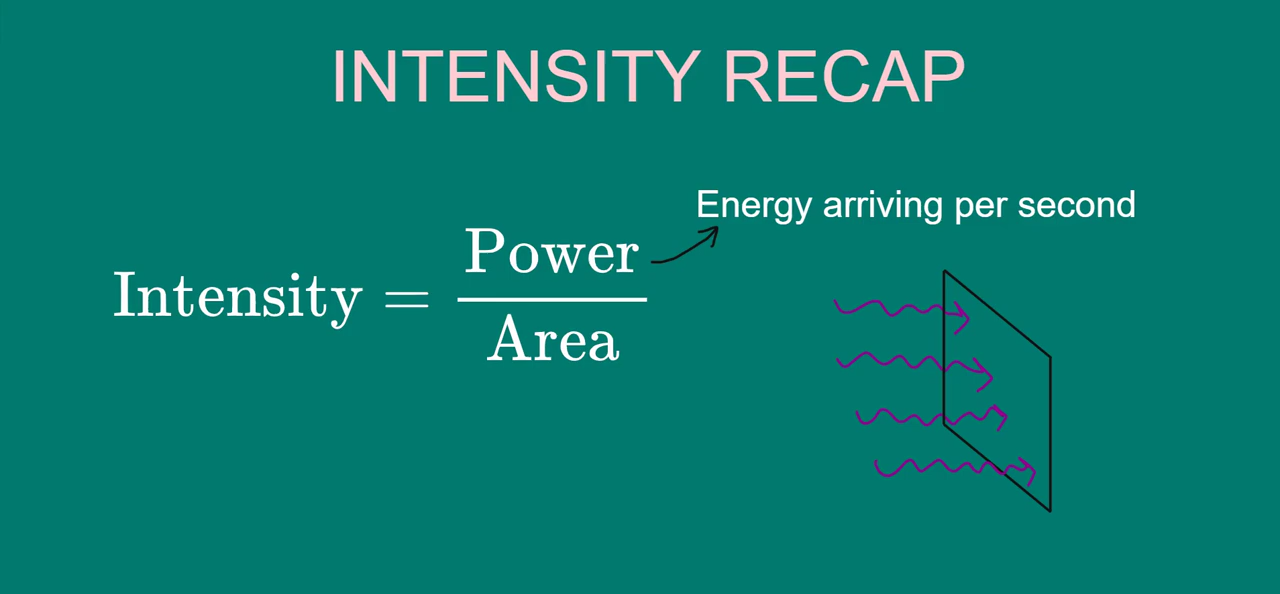 INTENSITY RECAP
Energy arriving per second
Intensity = Power / Area